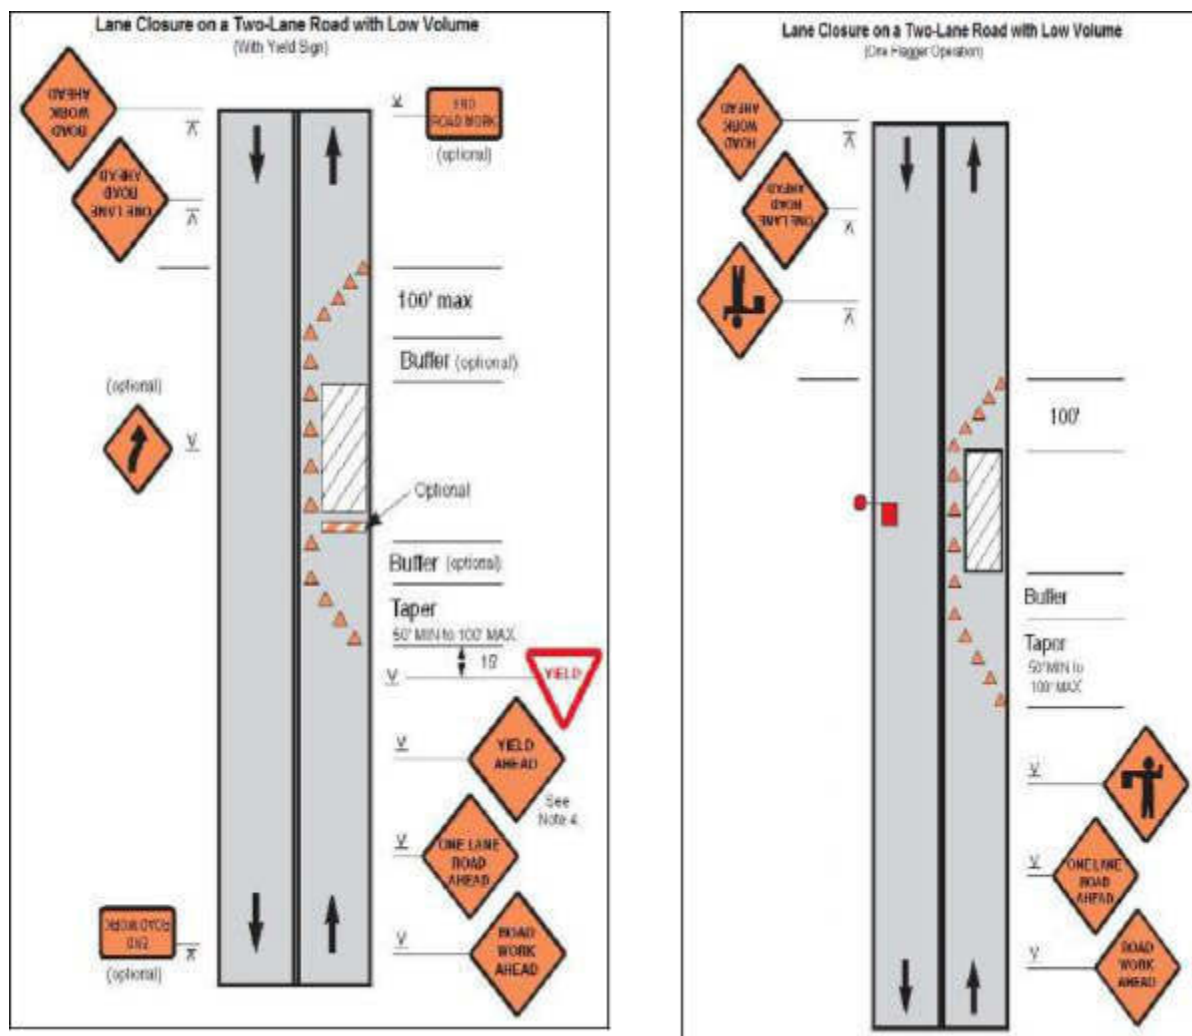 Lane Closure on a Two-Lane Road with Low Volume
(With Yield Sign)
ROAD
WORK
AHEAD
ONE LANE
ROAD
AHEAD
END
ROAD WORK
(optional)
100' max
Buffer (optional)
(optional)
Optional
Buffer (optional)
Taper
50' MIN to 100' MAX
15'
YIELD
YIELD
AHEAD
See
Note 4
ONE LANE
ROAD
AHEAD
ROAD
WORK
AHEAD
END
ROAD WORK
(optional)
Lane Closure on a Two-Lane Road with Low Volume
(One Flagger Operation)
ROAD
WORK
AHEAD
ONE LANE
ROAD
AHEAD
100'
Buffer
Taper
50' MIN to
100' MAX
ONE LANE
ROAD
AHEAD
ROAD
WORK
AHEAD